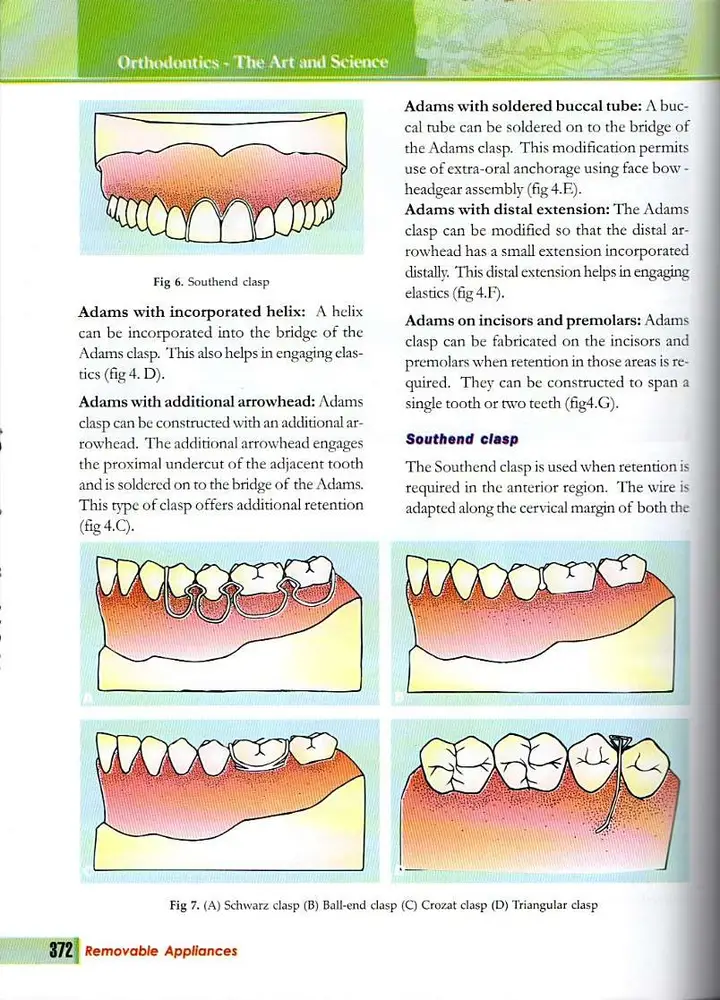 Orthodontics - The Art and Science
Fig 6. Southend clasp
Adams with incorporated helix: A helix
can be incorporated into the bridge of the
Adams clasp. This also helps in engaging elas-
tics (fig 4. D).
Adams with additional arrowhead: Adams
clasp can be constructed with an additional ar-
rowhead. The additional arrowhead engages
the proximal undercut of the adjacent tooth
and is soldered on to the bridge of the Adams.
This type of clasp offers additional retention
(fig 4.C).
Adams with soldered buccal tube: A buc-
cal tube can be soldered on to the bridge of
the Adams clasp. This modification permits
use of extra-oral anchorage using face bow -
headgear assembly (fig 4.E).
Adams with distal extension: The Adams
clasp can be modified so that the distal ar-
rowhead has a small extension incorporated
distally. This distal extension helps in engaging
elastics (fig 4.F).
Adams on incisors and premolars: Adams
clasp can be fabricated on the incisors and
premolars when retention in those areas is re-
quired. They can be constructed to span a
single tooth or two teeth (fig4.G).
Southend clasp
The Southend clasp is used when retention is
required in the anterior region. The wire is
adapted along the cervical margin of both the
A
B
C
D
Fig 7. (A) Schwarz clasp (B) Ball-end clasp (C) Crozat clasp (D) Triangular clasp
372 Removable Appliances